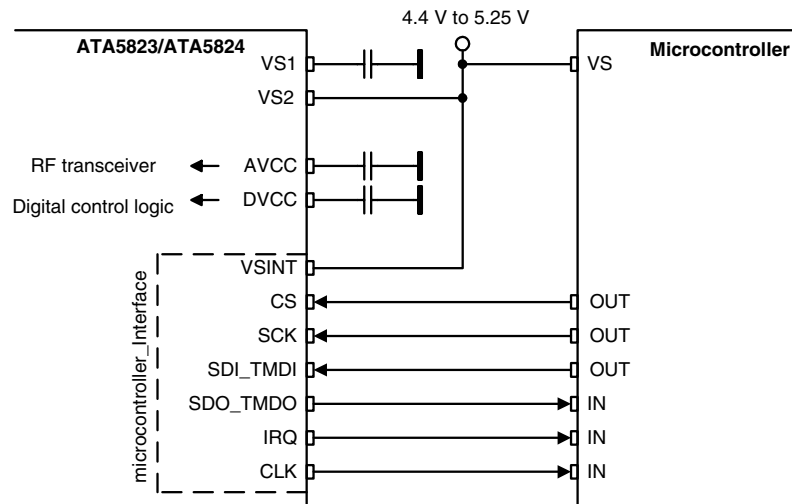 4.4 V to 5.25 V
ATA5823/ATA5824
Microcontroller
VS1
VS
VS2
RF transceiver
AVCC
Digital control logic
DVCC
microcontroller_Interface
VSINT
CS
OUT
SCK
OUT
SDI_TMDI
OUT
SDO_TMDO
IN
IRQ
IN
CLK
IN